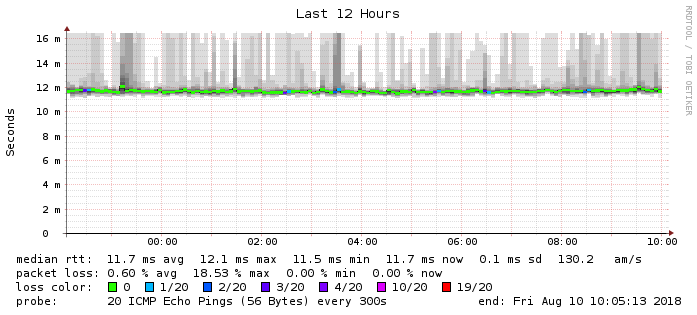 Last 12 Hours
RRDTOOL / TOBI OETIKER
Seconds
16 m
14 m
12 m
10 m
8 m
6 m
4 m
2 m
0
00:00 02:00 04:00 06:00 08:00 10:00
median rtt: 11.7 ms avg 12.1 ms max 11.5 ms min 11.7 ms now 0.1 ms sd 130.2 am/s
packet loss: 0.60 % avg 18.53 % max 0.00 % min 0.00 % now
loss color: 0 1/20 2/20 3/20 4/20 10/20 19/20
probe: 20 ICMP Echo Pings (56 Bytes) every 300s end: Fri Aug 10 10:05:13 2018